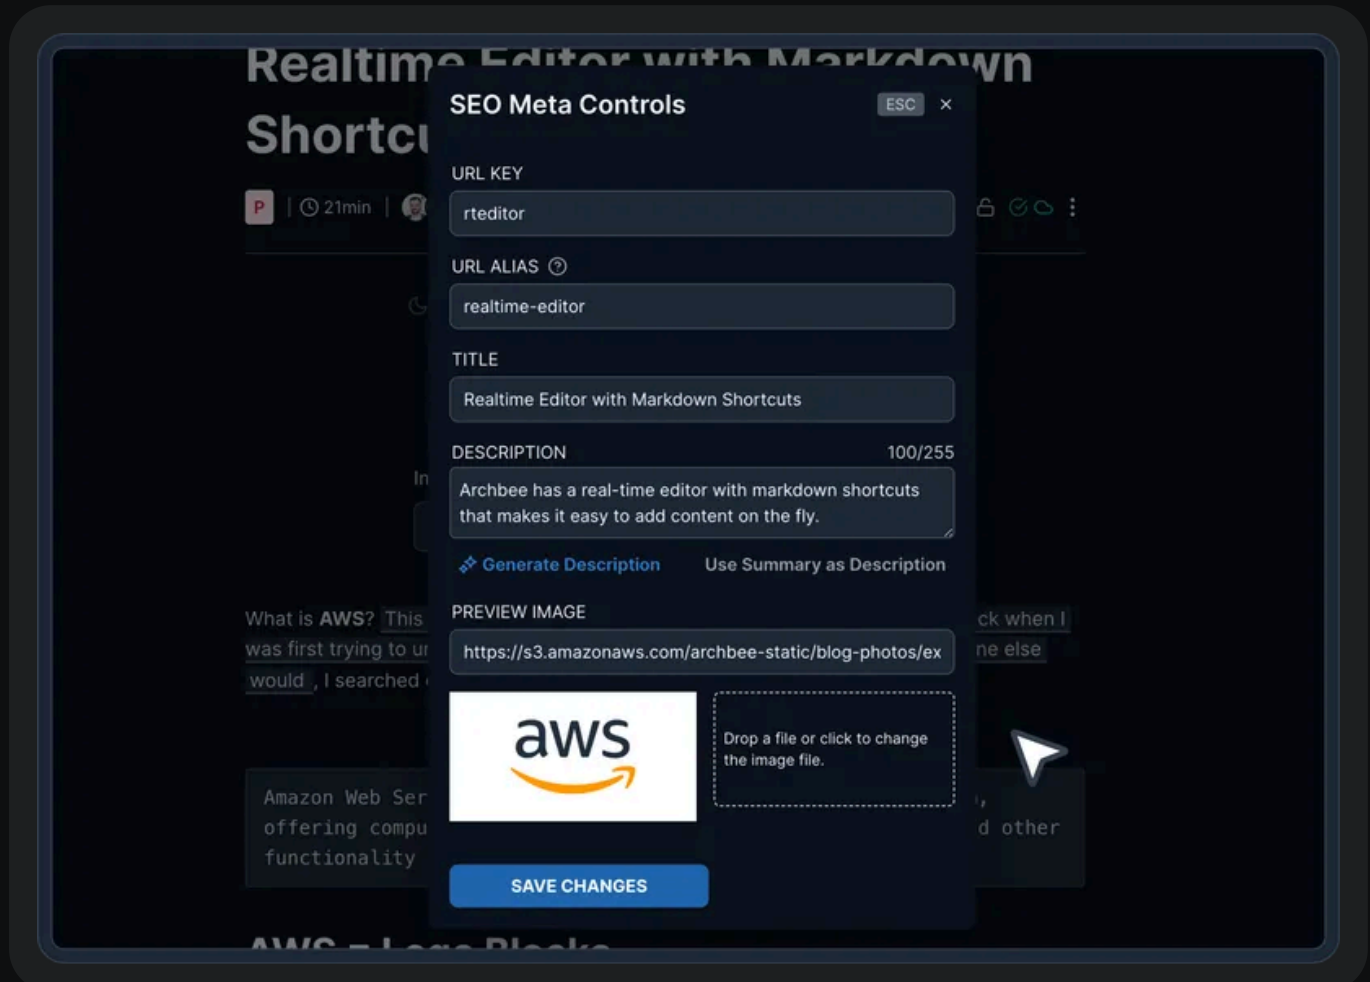 Realtime Editor with Markdown
SEO Meta Controls
ESC
URL KEY
P
21min
rteditor
URL ALIAS
realtime-editor
TITLE
Realtime Editor with Markdown Shortcuts
DESCRIPTION
100/255
Archbee has a real-time editor with markdown shortcuts
that makes it easy to add content on the fly.
Generate Description
Use Summary as Description
PREVIEW IMAGE
What is AWS? This
ck when I
https://s3.amazonaws.com/archbee-static/blog-photos/ex
was first trying to
ne else
would , I searched
aws
Drop a file or click to change
the image file.
Amazon Web Ser
offering compu
d other
functionality
SAVE CHANGES